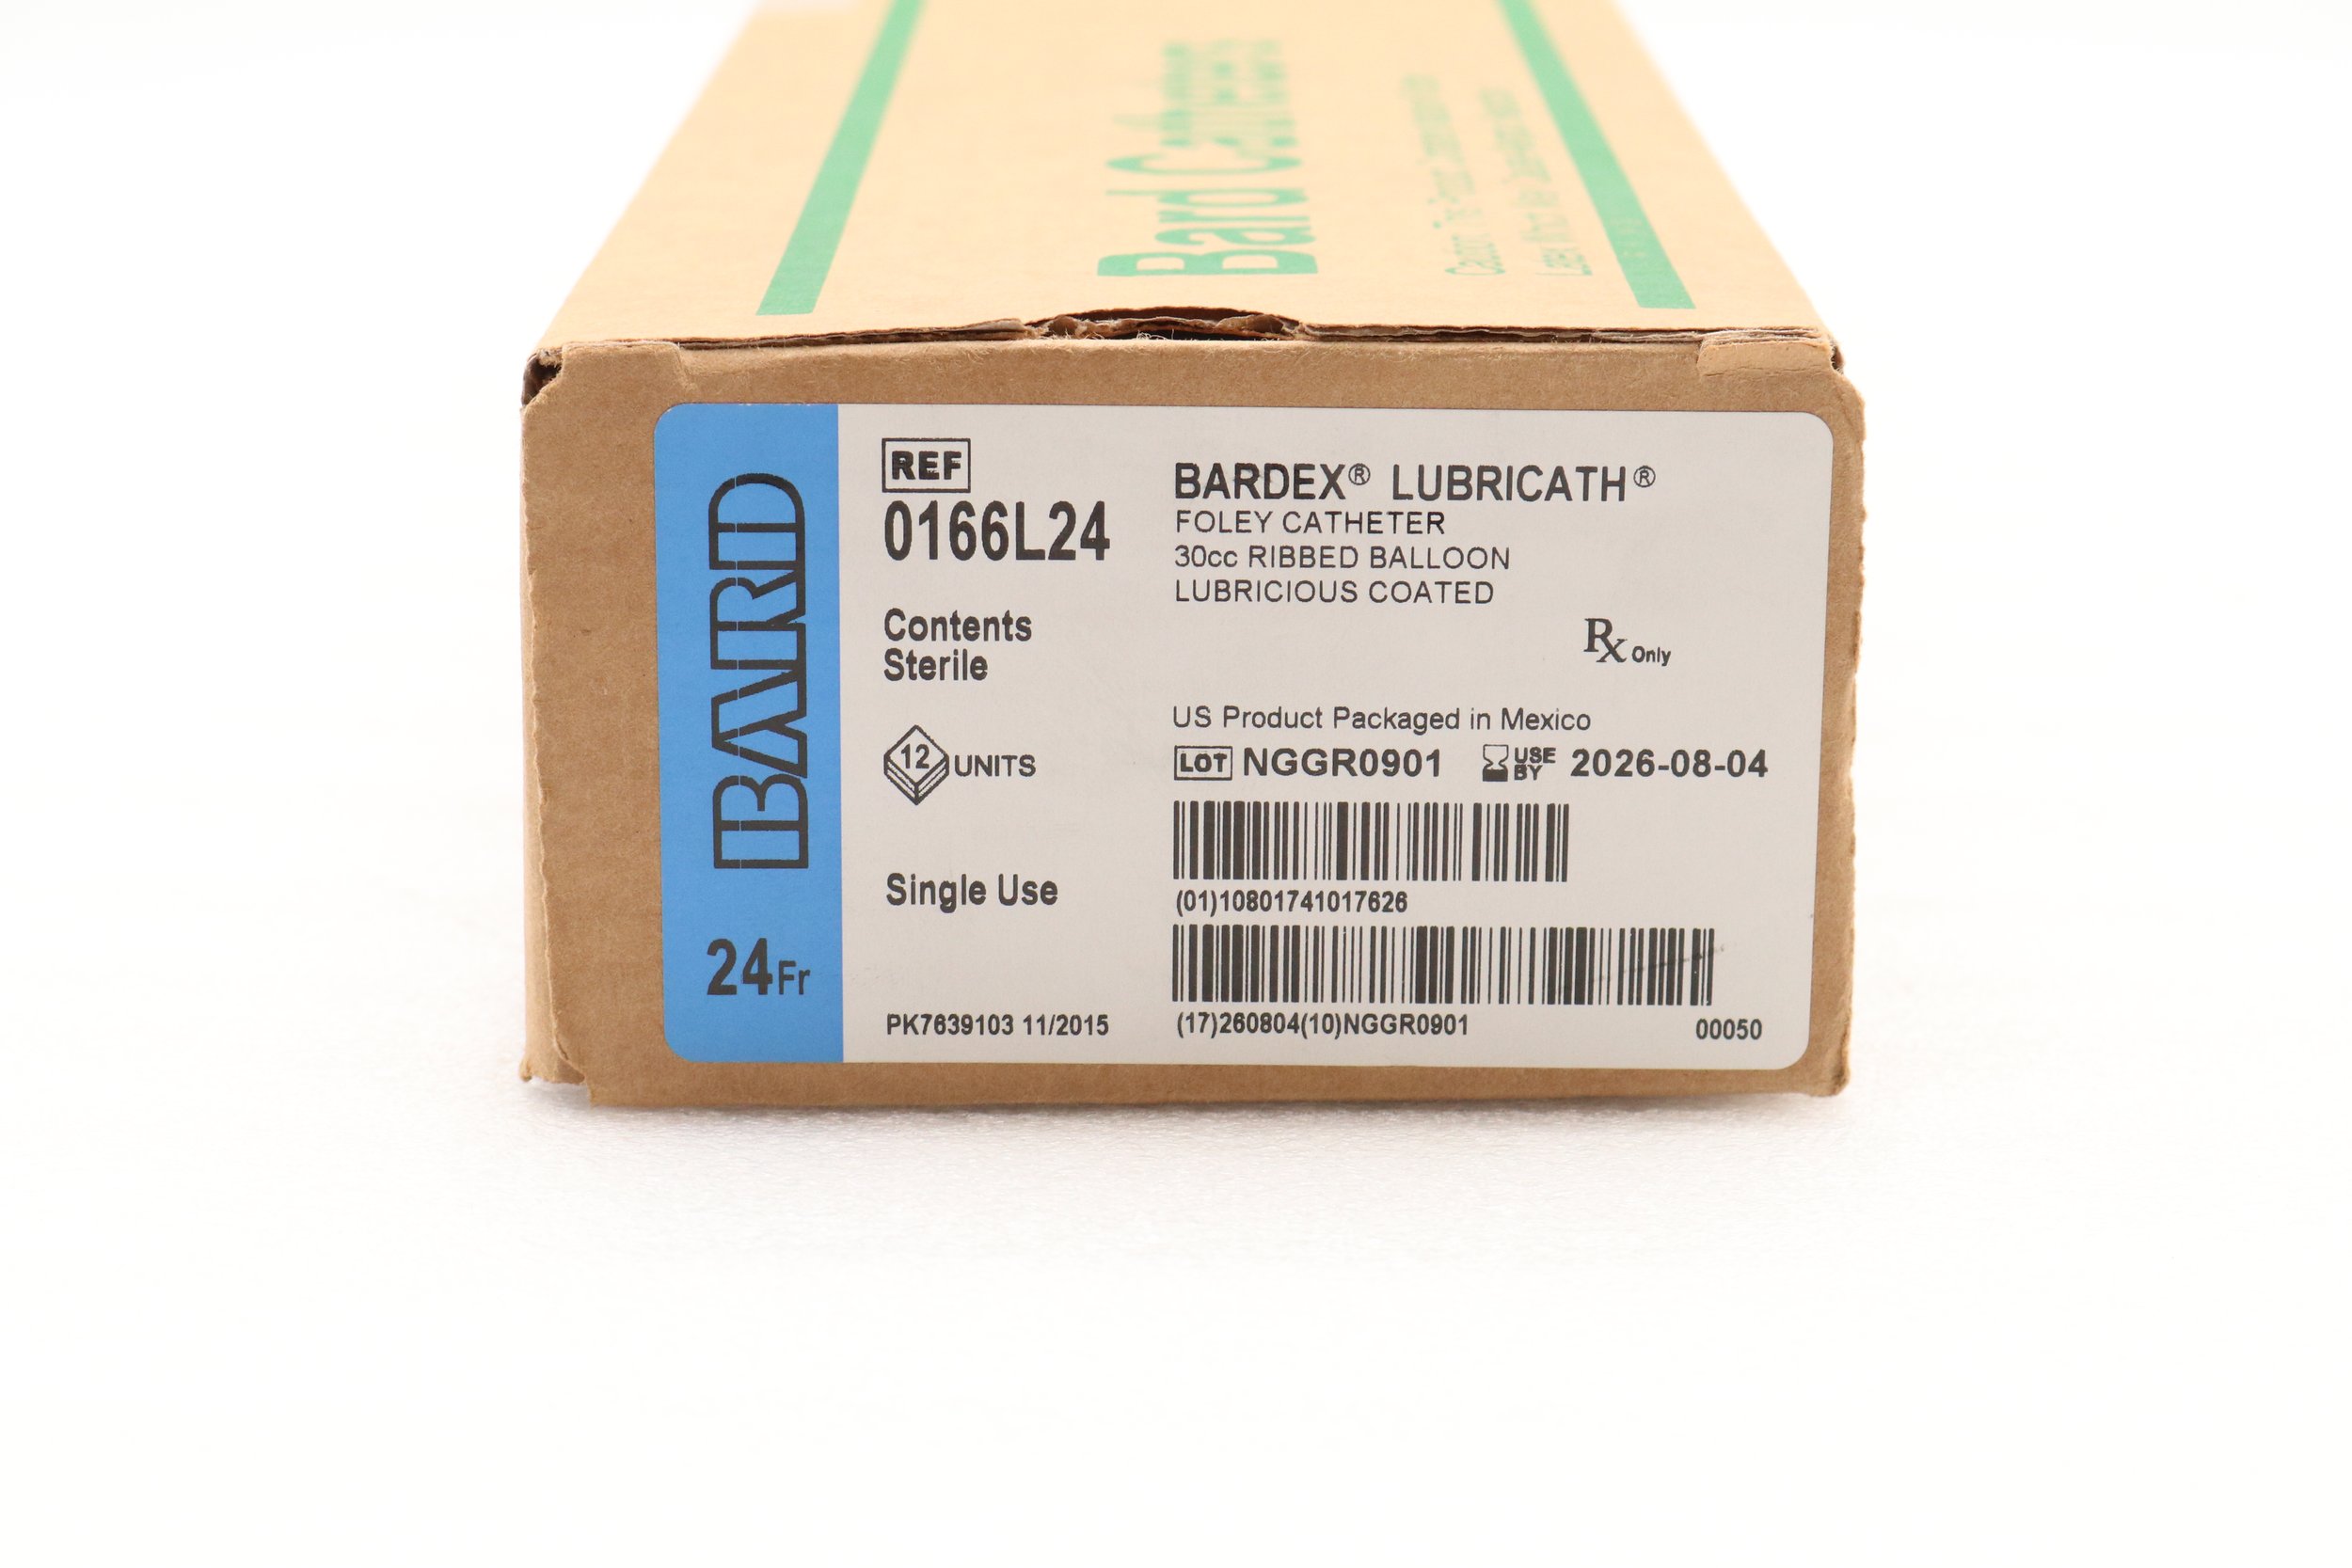 Bard Catheters
BARD
24Fr
REF
0166L24
Contents
Sterile
12 UNITS
Single Use
PK7639103 11/2015
BARDEX® LUBRICATH®
FOLEY CATHETER
30cc RIBBED BALLOON
LUBRICIOUS COATED
Rx Only
US Product Packaged in Mexico
LOT NGGR0901 USE BY 2026-08-04
(01)10801741017626
(17)260804(10)NGGR0901
00050